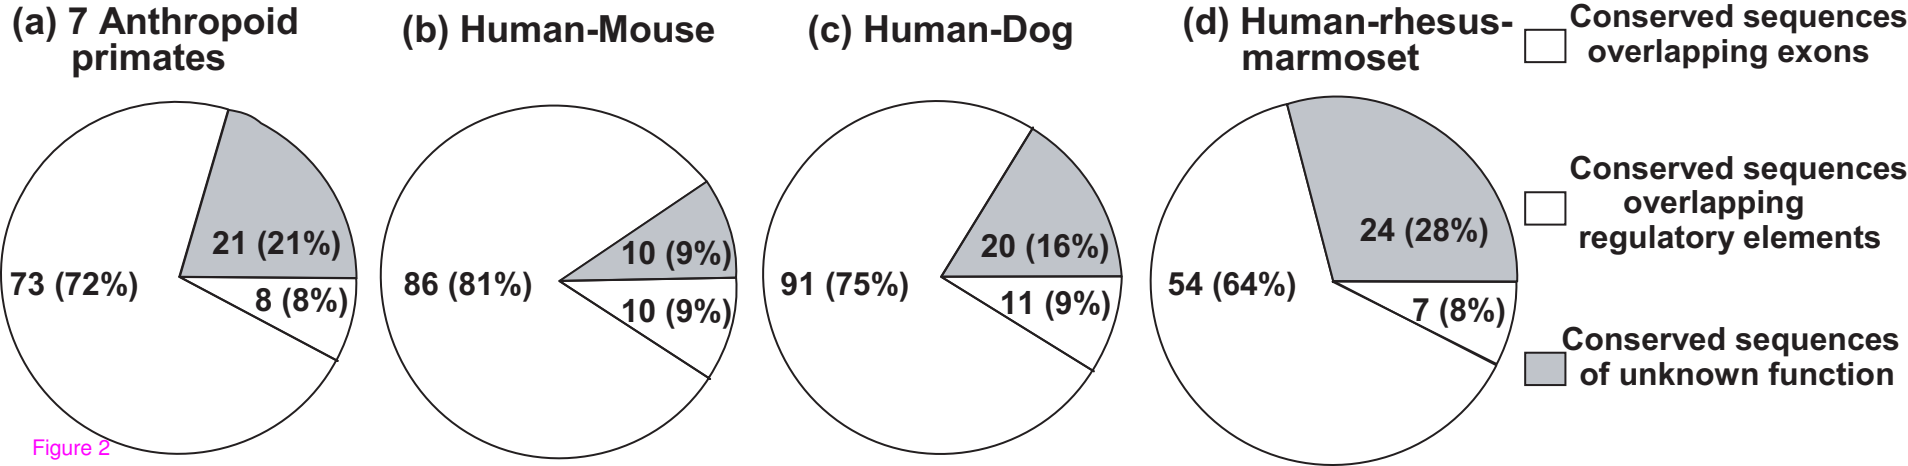 (a) 7 Anthropoid
primates
(b) Human-Mouse
(c) Human-Dog
(d) Human-rhesus-
marmoset
73 (72%)
21 (21%)
8 (8%)
86 (81%)
10 (9%)
10 (9%)
91 (75%)
20 (16%)
11 (9%)
54 (64%)
24 (28%)
7 (8%)
Conserved sequences
overlapping exons
Conserved sequences
overlapping
regulatory elements
Conserved sequences
of unknown function
Figure 2